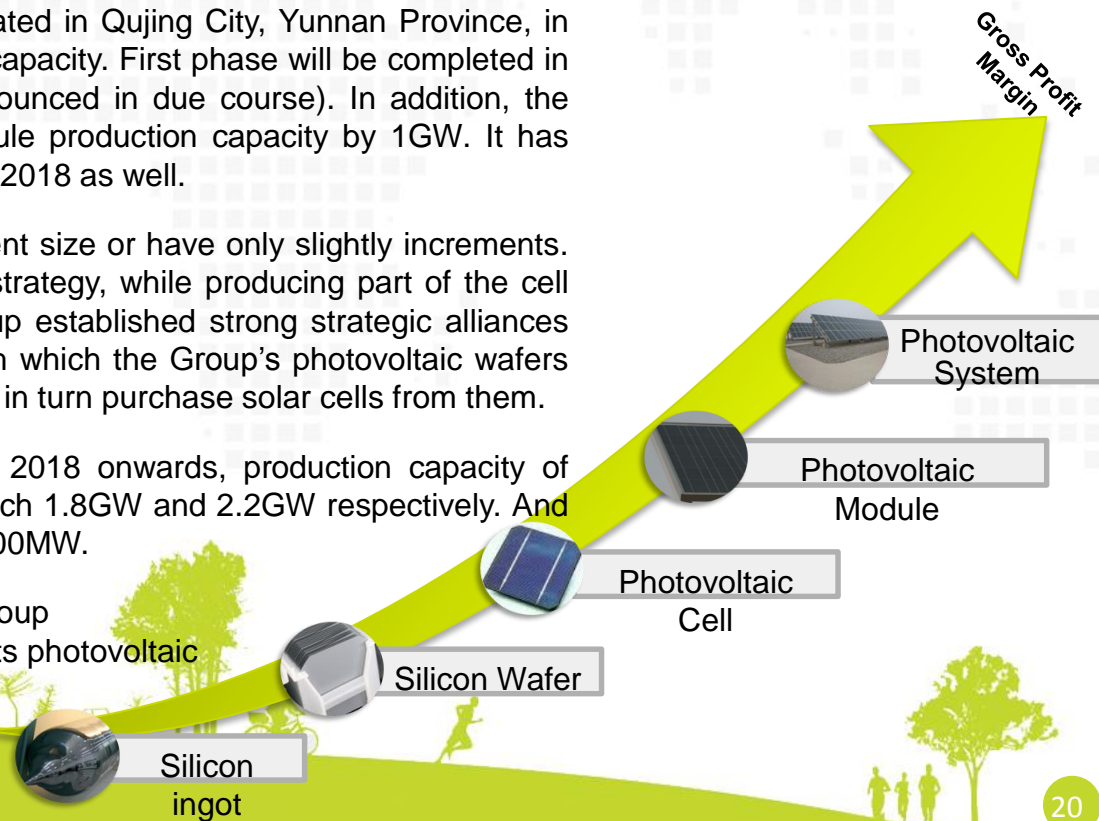 ated in Qujing City, Yunnan Province, in
capacity. First phase will be completed in
ounced in due course). In addition, the
ule production capacity by 1GW. It has
2018 as well.
ent size or have only slightly increments.
strategy, while producing part of the cell
up established strong strategic alliances
n which the Group's photovoltaic wafers
in turn purchase solar cells from them.
2018 onwards, production capacity of
ch 1.8GW and 2.2GW respectively. And
00MW.
oup
ts photovoltaic
Gross Profit
Margin
Photovoltaic
System
Photovoltaic
Module
Photovoltaic
Cell
Silicon Wafer
Silicon
ingot
20